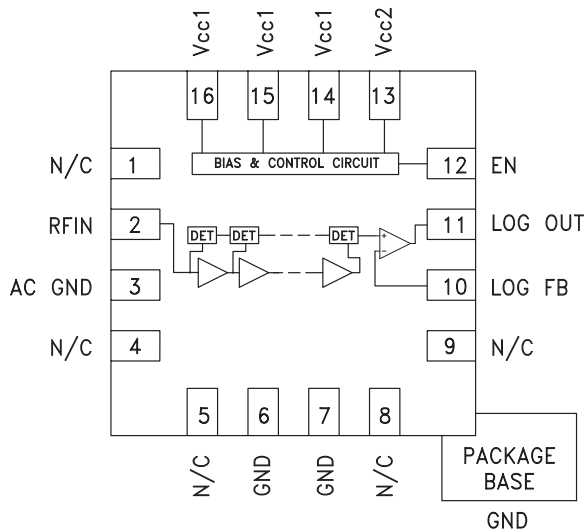 Vcc1 Vcc1 Vcc1 Vcc2
16 15 14 13
N/C 1 BIAS & CONTROL CIRCUIT 12 EN
RFIN 2 DET DET DET + 11 LOG OUT
-
AC GND 3 10 LOG FB
N/C 4 9 N/C
5 6 7 8
N/C GND GND N/C
PACKAGE
BASE
GND